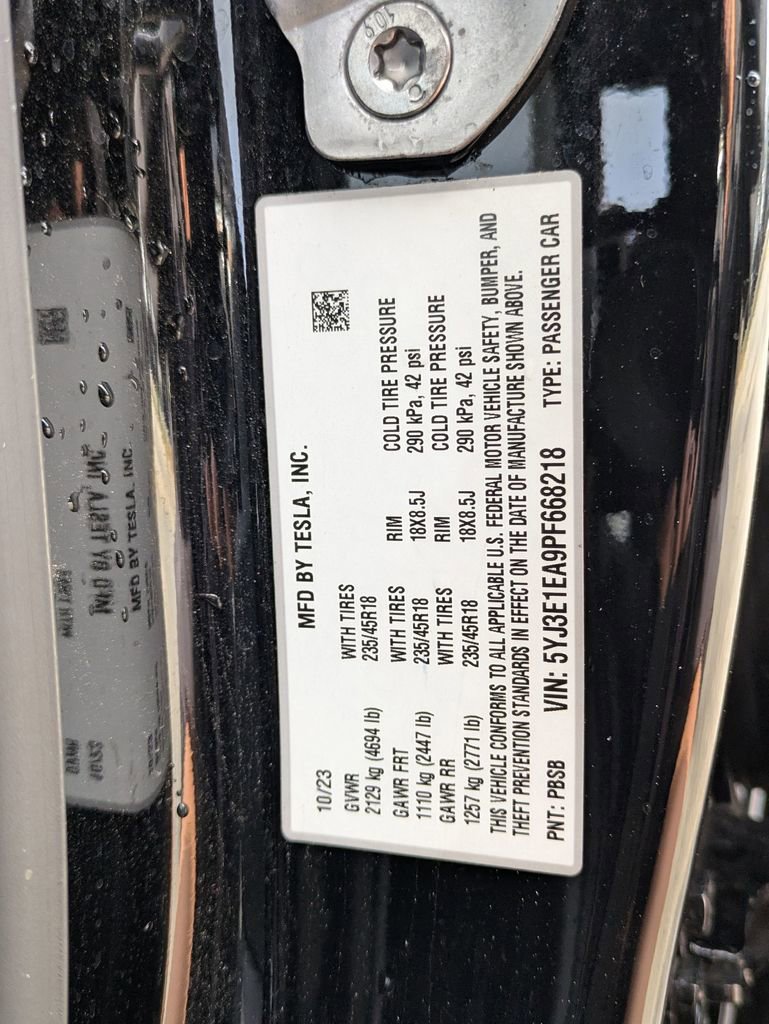 MFD BY TESLA, INC.
10/23
GVWR WITH TIRES
2129 kg (4694 lb) 235/45R18
GAWR FRT WITH TIRES RIM COLD TIRE PRESSURE
1110 kg (2447 lb) 235/45R18 18X8.5J 290 kPa, 42 psi
GAWR RR WITH TIRES RIM COLD TIRE PRESSURE
1257 kg (2771 lb) 235/45R18 18X8.5J 290 kPa, 42 psi
THIS VEHICLE CONFORMS TO ALL APPLICABLE U.S. FEDERAL MOTOR VEHICLE SAFETY, BUMPER, AND
THEFT PREVENTION STANDARDS IN EFFECT ON THE DATE OF MANUFACTURE SHOWN ABOVE.
PNT: PBSB VIN: 5YJ3E1EA9PF668218 TYPE: PASSENGER CAR
MFD BY TESLA, INC.
10.9